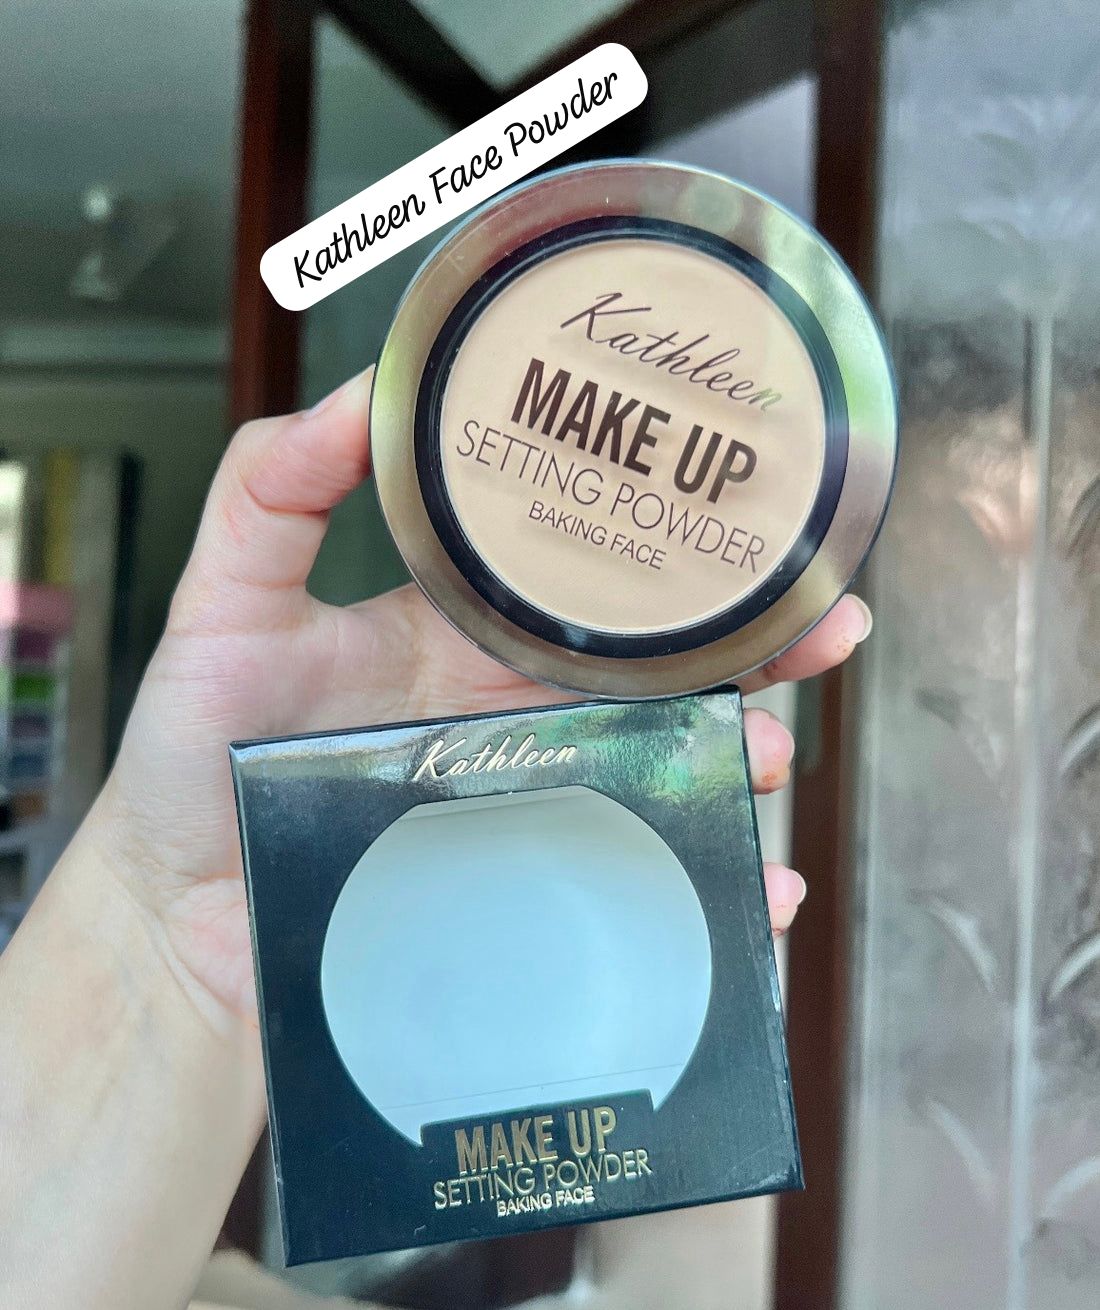 Kathleen Face Powder
Kathleen
MAKE UP
SETTING POWDER
BAKING FACE
Kathleen
MAKE UP
SETTING POWDER
BAKING FACE